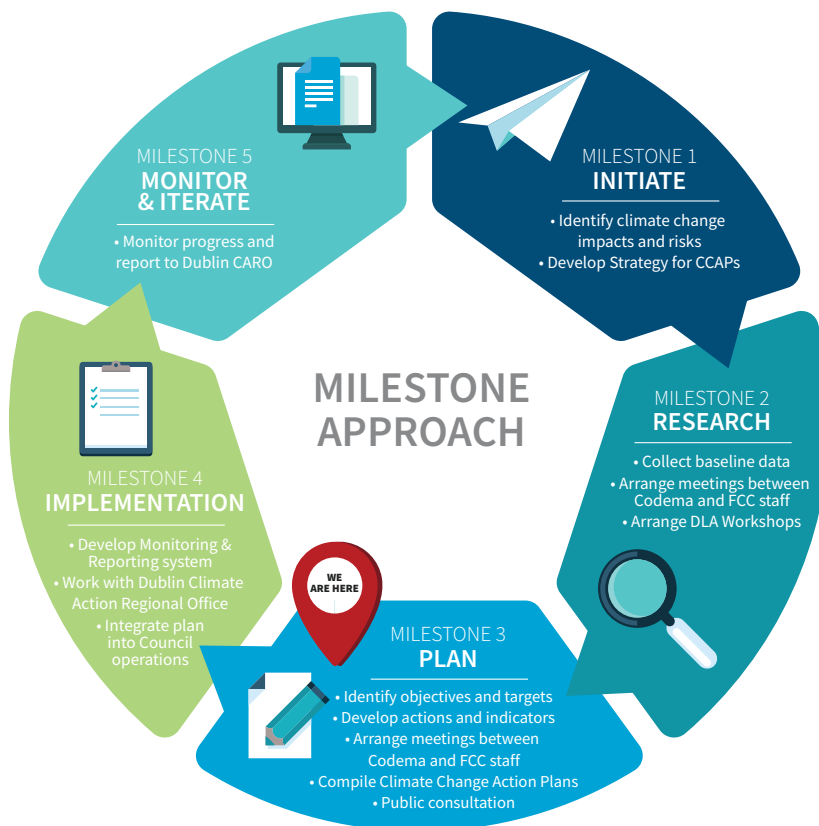 MILESTONE
APPROACH
MILESTONE 1
INITIATE
• Identify climate change
impacts and risks
• Develop Strategy for CCAPs
MILESTONE 2
RESEARCH
• Collect baseline data
• Arrange meetings between
Codema and FCC staff
• Arrange DLA Workshops
WE
ARE HERE
MILESTONE 3
PLAN
• Identify objectives and targets
• Develop actions and indicators
• Arrange meetings between
Codema and FCC staff
• Compile Climate Change Action Plans
• Public consultation
MILESTONE 4
IMPLEMENTATION
• Develop Monitoring &
Reporting system
• Work with Dublin Climate
Action Regional Office
• Integrate plan
into Council
operations
MILESTONE 5
MONITOR
& ITERATE
• Monitor progress and
report to Dublin CARO